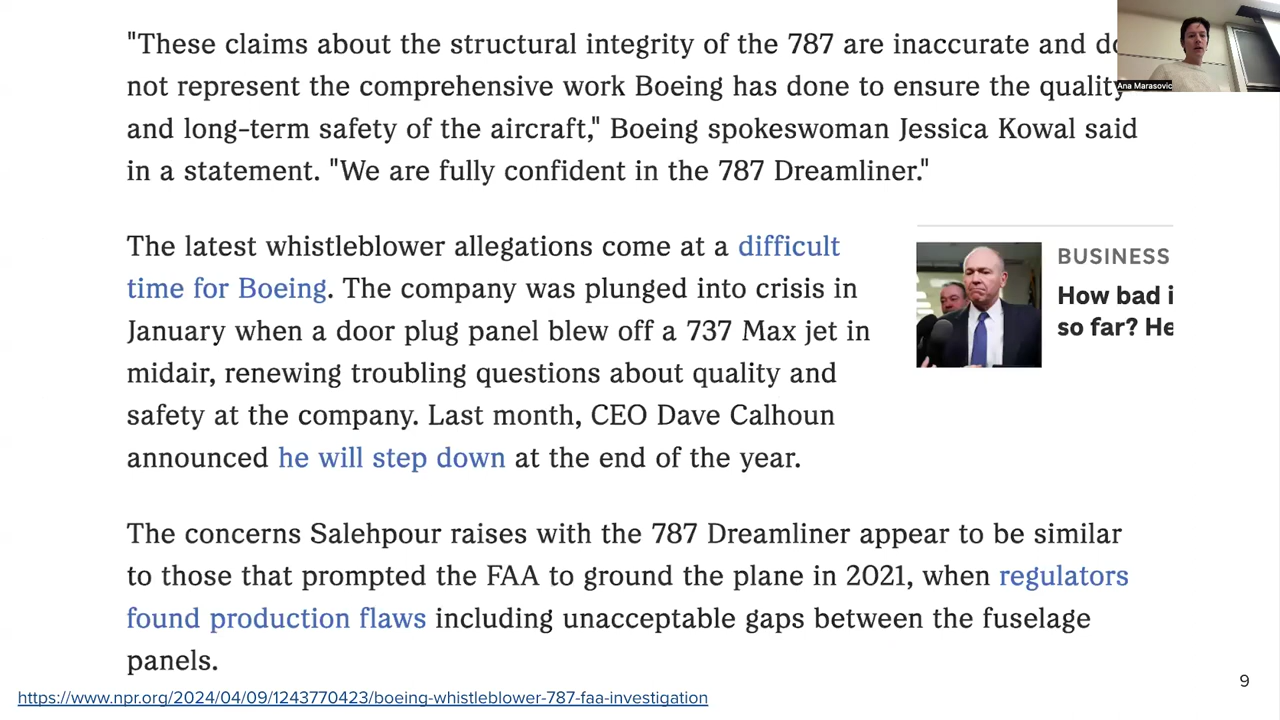 "These claims about the structural integrity of the 787 are inaccurate and do
not represent the comprehensive work Boeing has done to ensure the quality
and long-term safety of the aircraft," Boeing spokeswoman Jessica Kowal said
in a statement. "We are fully confident in the 787 Dreamliner."
Ana Marasovic
The latest whistleblower allegations come at a difficult
time for Boeing. The company was plunged into crisis in
January when a door plug panel blew off a 737 Max jet in
midair, renewing troubling questions about quality and
safety at the company. Last month, CEO Dave Calhoun
announced he will step down at the end of the year.
BUSINESS
How bad i
so far? He
The concerns Salehpour raises with the 787 Dreamliner appear to be similar
to those that prompted the FAA to ground the plane in 2021, when regulators
found production flaws including unacceptable gaps between the fuselage
panels.
https://www.npr.org/2024/04/09/1243770423/boeing-whistleblower-787-faa-investigation
9